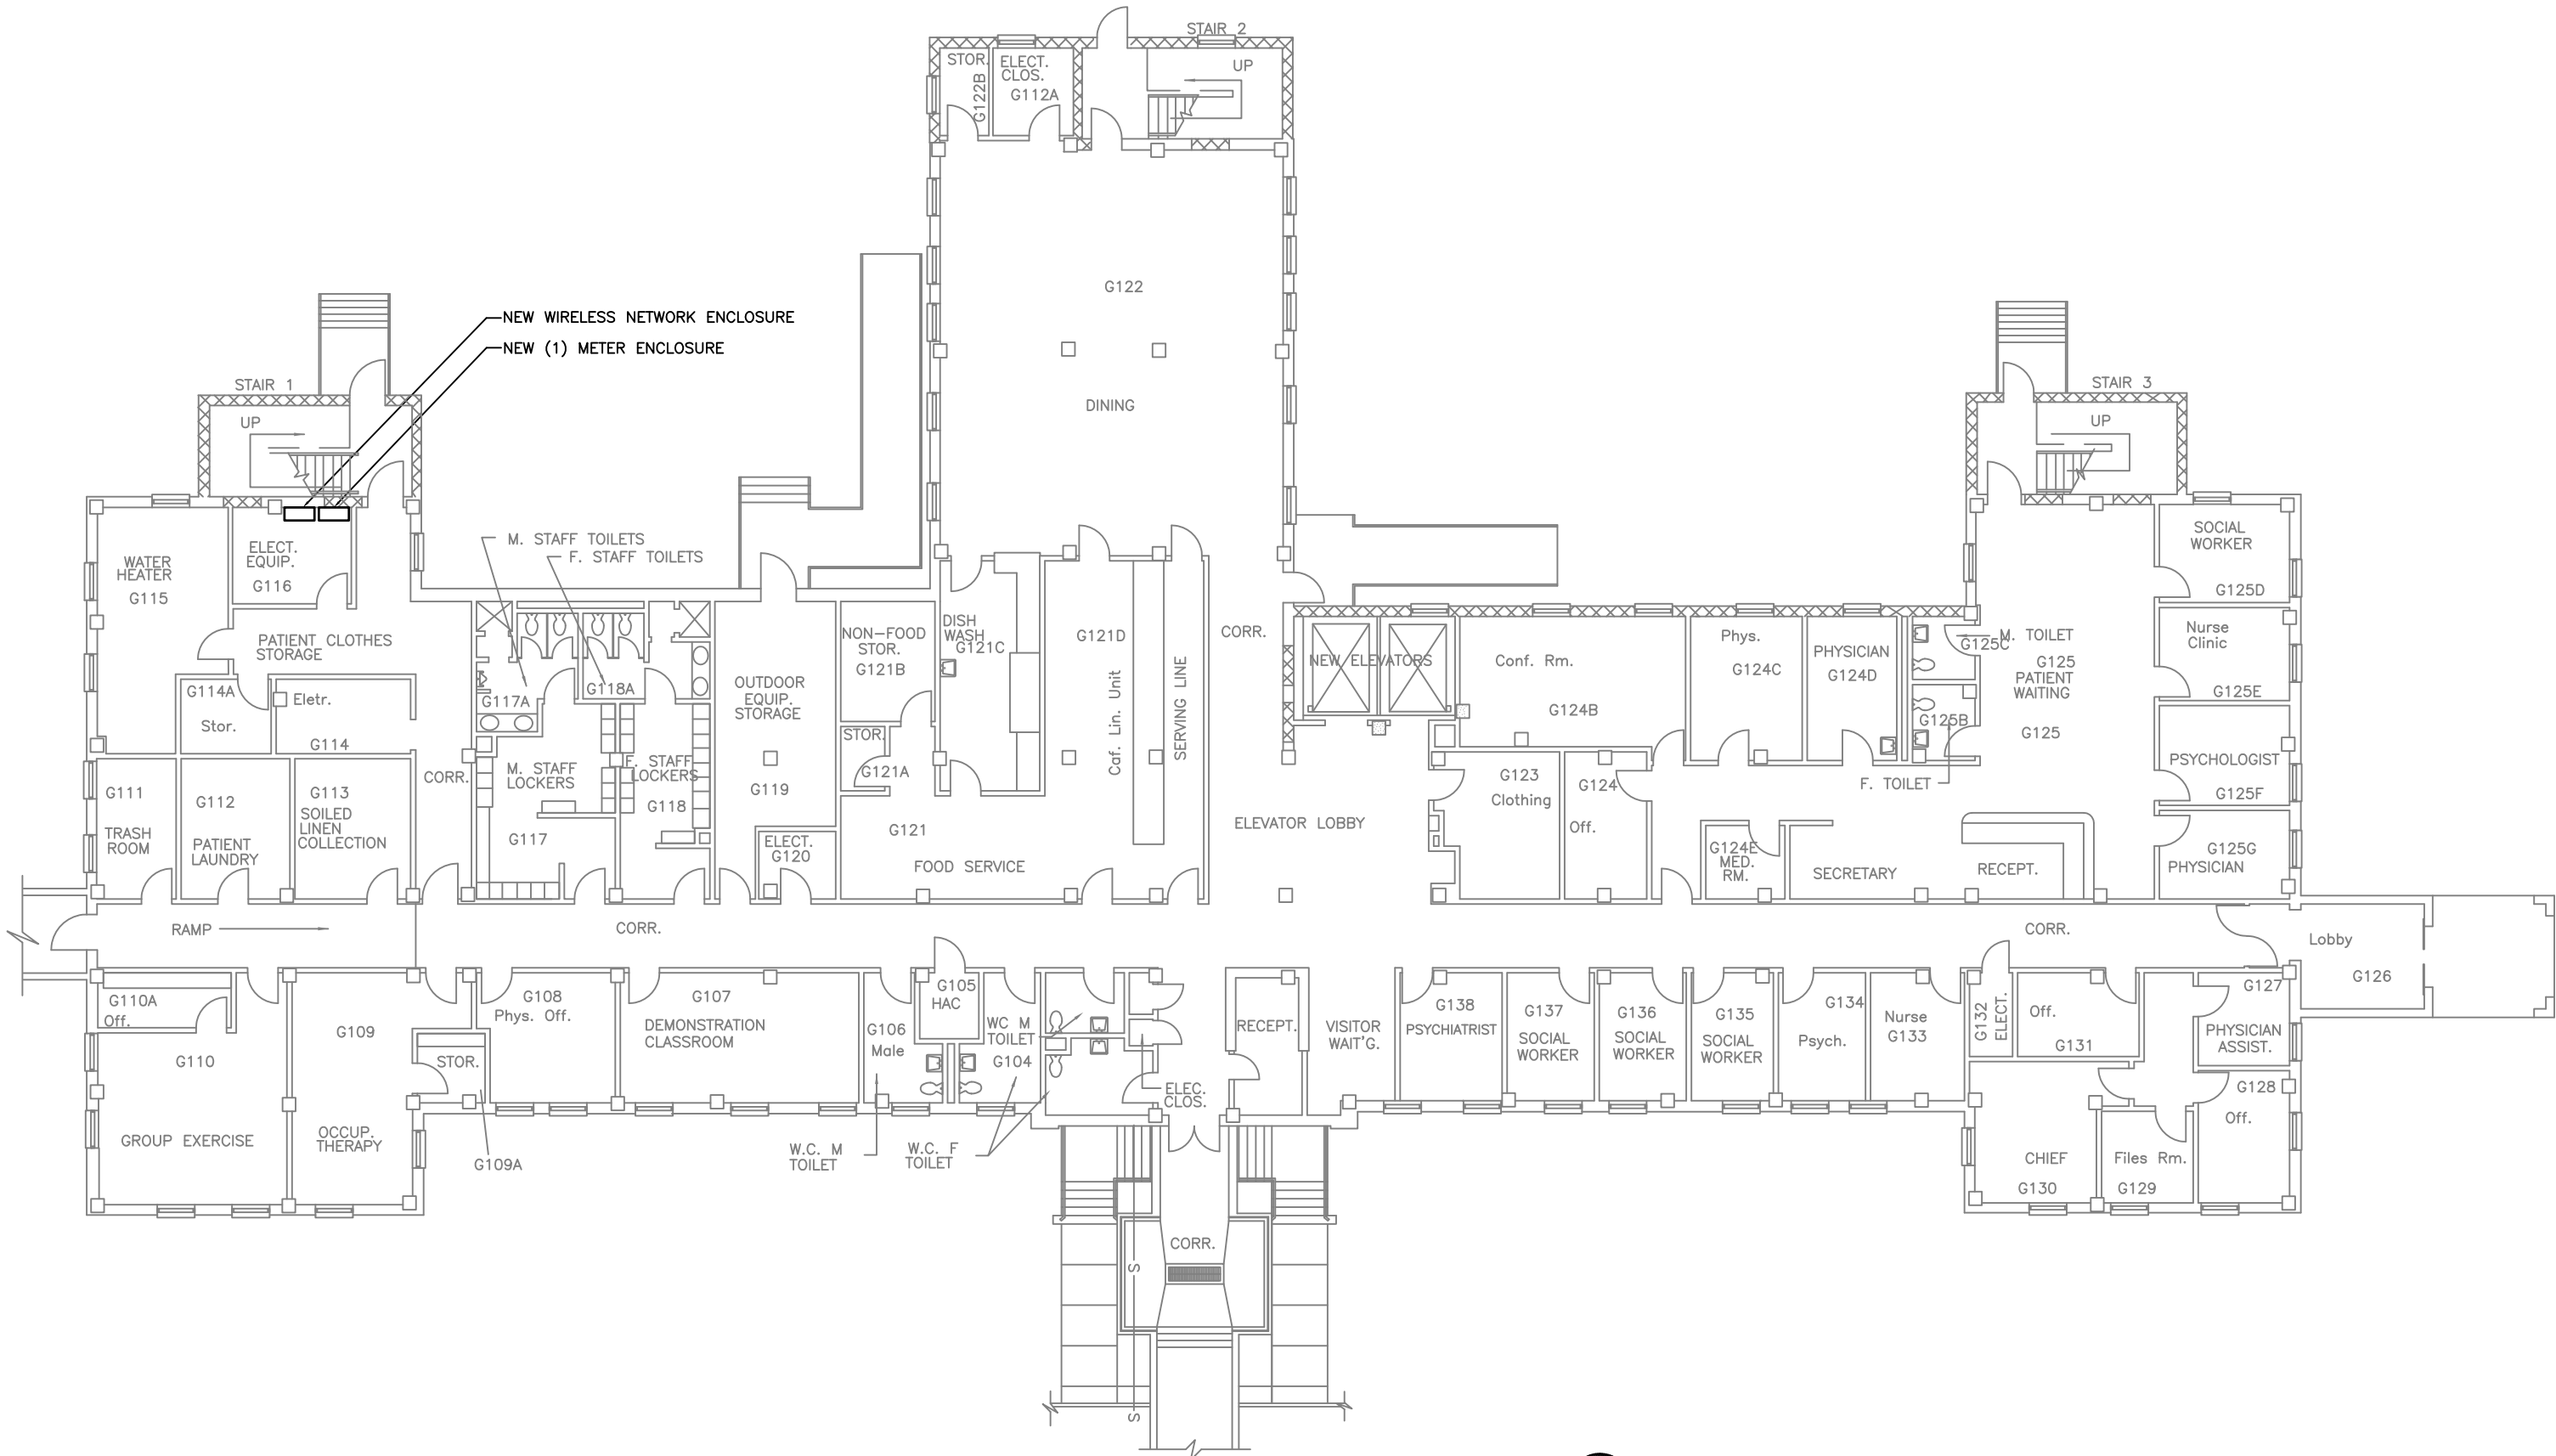 STAIR 2
STOR.
G122B
ELECT.
CLOS.
G112A
UP
G122
DINING
NEW WIRELESS NETWORK ENCLOSURE
NEW (1) METER ENCLOSURE
STAIR 1
UP
STAIR 3
UP
WATER
HEATER
G115
ELECT.
EQUIP.
G116
PATIENT CLOTHES
STORAGE
G114A
Stor.
Eletr.
G114
M. STAFF TOILETS
F. STAFF TOILETS
G117A
G118A
OUTDOOR
EQUIP.
STORAGE
G119
NON-FOOD
STOR.
G121B
STOR.
G121A
DISH
WASH
G121C
G121D
Caf. Lin. Unit
SERVING LINE
CORR.
NEW ELEVATORS
Conf. Rm.
G124B
Phys.
G124C
PHYSICIAN
G124D
M. TOILET
G125C
G125
PATIENT
WAITING
G125
G125B
F. TOILET
SOCIAL
WORKER
G125D
Nurse
Clinic
G125E
PSYCHOLOGIST
G125F
G125G
PHYSICIAN
G111
TRASH
ROOM
G112
PATIENT
LAUNDRY
G113
SOILED
LINEN
COLLECTION
CORR.
M. STAFF
LOCKERS
G117
F. STAFF
LOCKERS
G118
ELECT.
G120
G121
FOOD SERVICE
ELEVATOR LOBBY
G123
Clothing
G124
Off.
G124E
MED.
RM.
SECRETARY
RECEPT.
RAMP
CORR.
CORR.
Lobby
G126
G110A
Off.
G110
GROUP EXERCISE
G109
OCCUP.
THERAPY
STOR.
G109A
G108
Phys. Off.
G107
DEMONSTRATION
CLASSROOM
G106
Male
G105
HAC
WC M
TOILET
G104
W.C. M
TOILET
W.C. F
TOILET
ELEC.
CLOS.
RECEPT.
VISITOR
WAIT'G.
G138
PSYCHIATRIST
G137
SOCIAL
WORKER
G136
SOCIAL
WORKER
G135
SOCIAL
WORKER
G134
Psych.
Nurse
G133
G132
ELECT.
Off.
G131
G127
PHYSICIAN
ASSIST.
G128
Off.
CHIEF
G130
Files Rm.
G129
CORR.
S
S